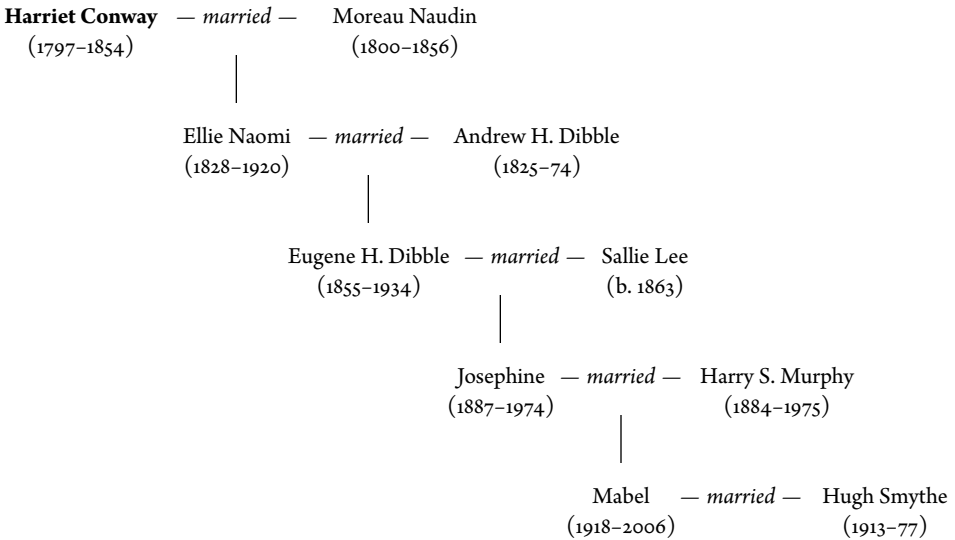 Harriet Conway — married — Moreau Naudin
(1797–1854) (1800–1856)
Ellie Naomi — married — Andrew H. Dibble
(1828–1920) (1825–74)
Eugene H. Dibble — married — Sallie Lee
(1855–1934) (b. 1863)
Josephine — married — Harry S. Murphy
(1887–1974) (1884–1975)
Mabel — married — Hugh Smythe
(1918–2006) (1913–77)